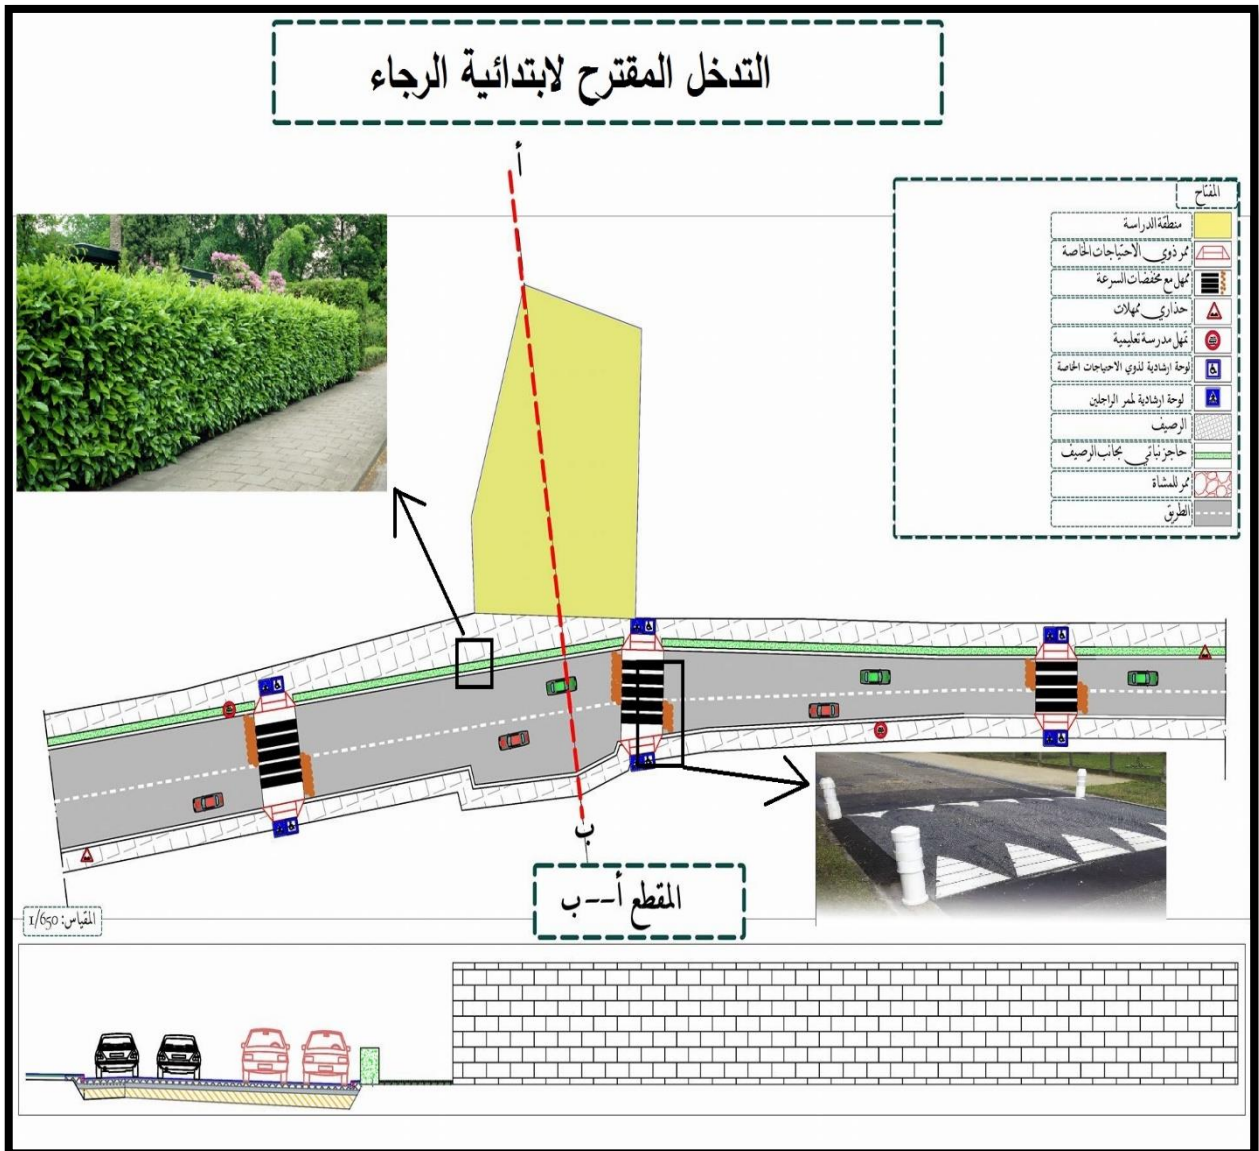 التدخل المقترح لابتدائية الرجاء
أ
المفتاح
منطقة الدراسة
ممر ذوي الاحتياجات الخاصة
ممهل مع مخفضات السرعة
حذاري ممهلات
تمهل مدرسة تعليمية
لوحة ارشادية لذوي الاحتياجات الخاصة
لوحة ارشادية لممر الراجلين
الرصيف
حاجز نباتي بجانب الرصيف
ممر للمشاة
الطريق
ب
المقطع أ--ب
المقياس: 1/650